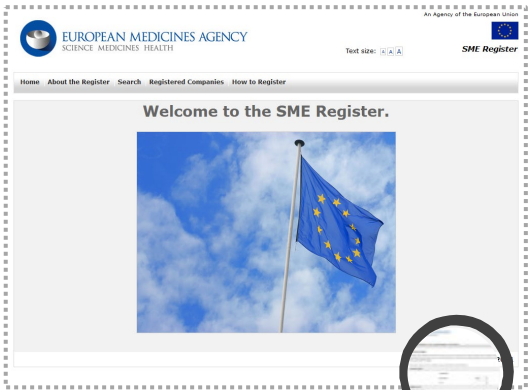 An Agency of the European Union
EUROPEAN MEDICINES AGENCY
SCIENCE MEDICINES HEALTH
Text size: A A A
SME Register
Home About the Register Search Registered Companies How to Register
Welcome to the SME Register.